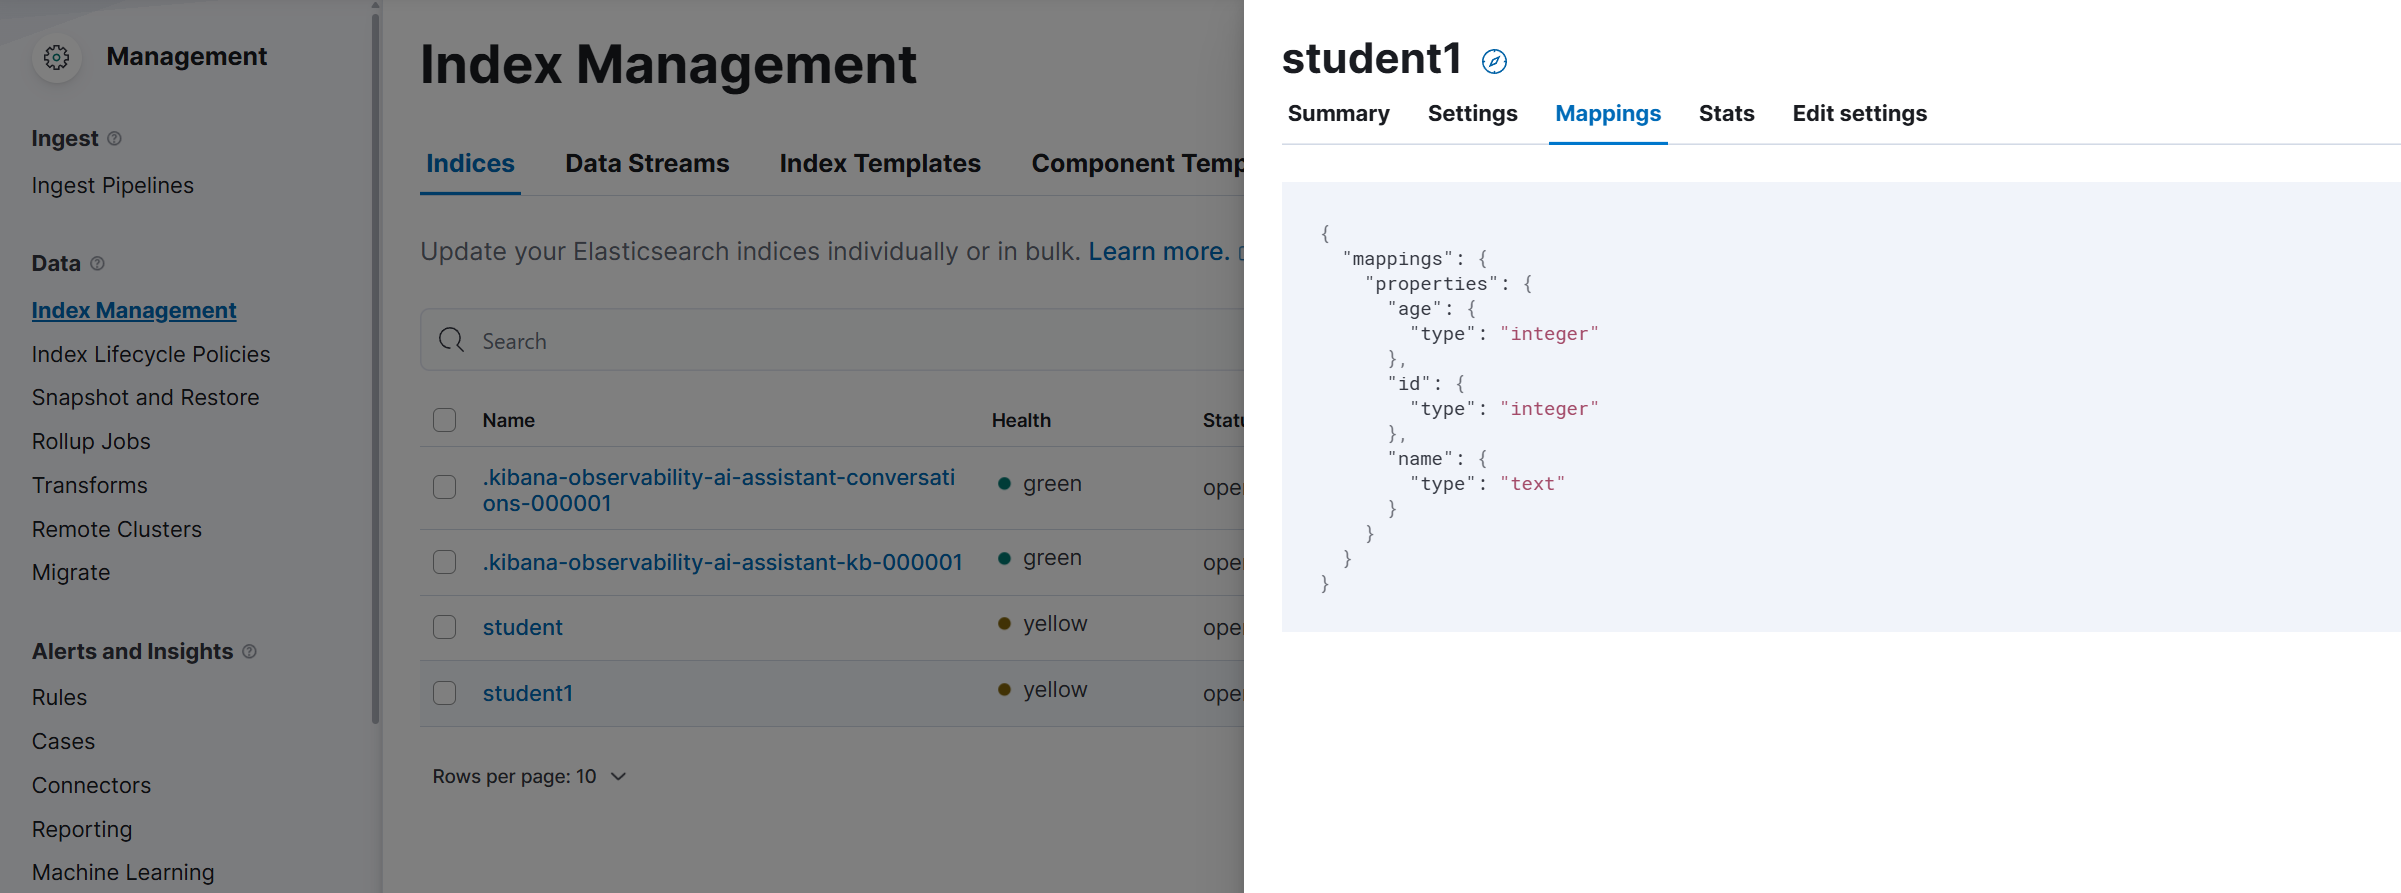 Management
Ingest
Ingest Pipelines
Data
Index Management
Index Lifecycle Policies
Snapshot and Restore
Rollup Jobs
Transforms
Remote Clusters
Migrate
Alerts and Insights
Rules
Cases
Connectors
Reporting
Machine Learning
Index Management
Indices Data Streams Index Templates Component Temp
Update your Elasticsearch indices individually or in bulk. Learn more.
Search
Name Health Statu
.kibana-observability-ai-assistant-conversati
ons-000001 green ope
.kibana-observability-ai-assistant-kb-000001 green ope
student yellow ope
student1 yellow ope
Rows per page: 10
student1
Summary Settings Mappings Stats Edit settings
{
  "mappings": {
    "properties": {
      "age": {
        "type": "integer"
      },
      "id": {
        "type": "integer"
      },
      "name": {
        "type": "text"
      }
    }
  }
}